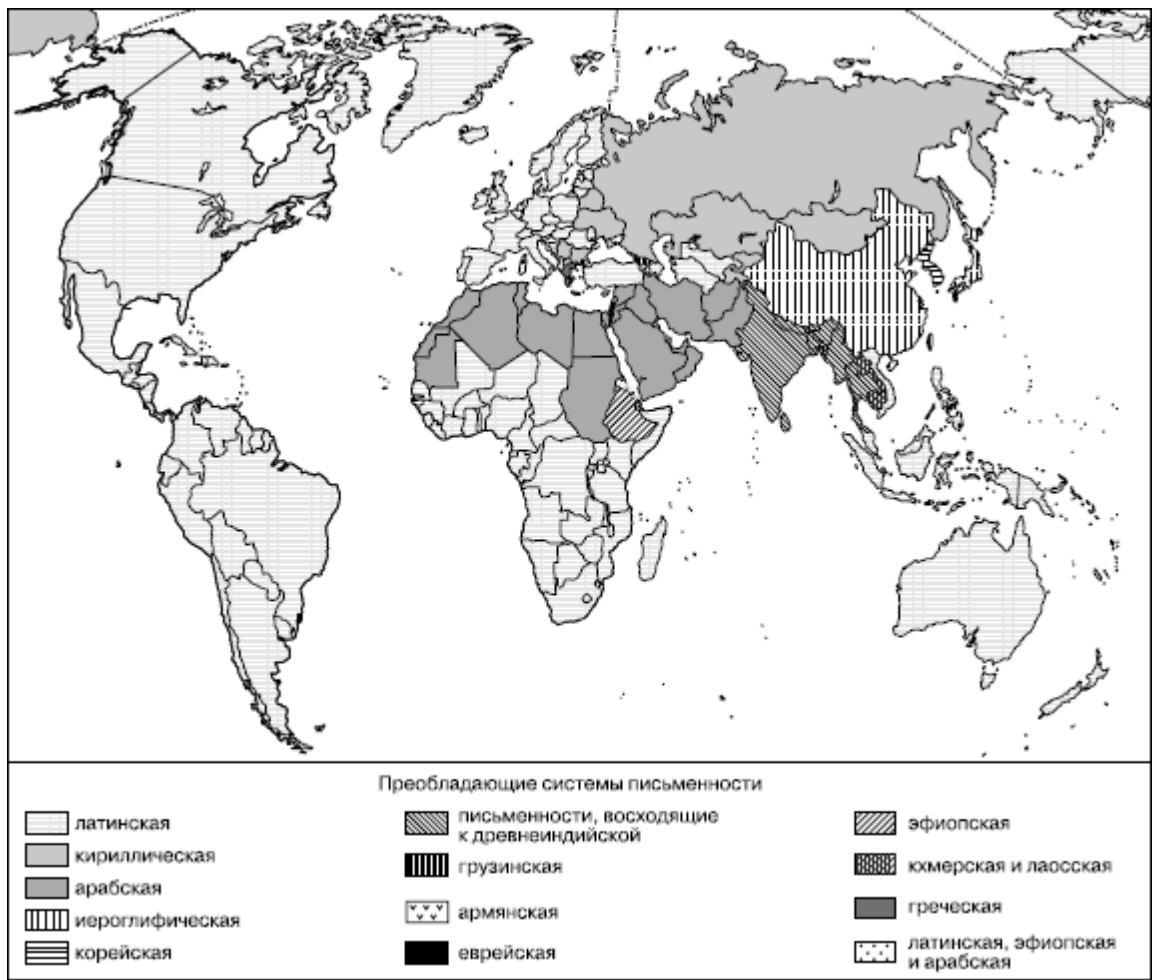 Преобладающие системы письменности
латинская
кириллическая
арабская
иероглифическая
корейская
письменности, восходящие
к древнеиндийской
грузинская
армянская
еврейская
эфиопская
кхмерская и лаосская
греческая
латинская, эфиопская
и арабская